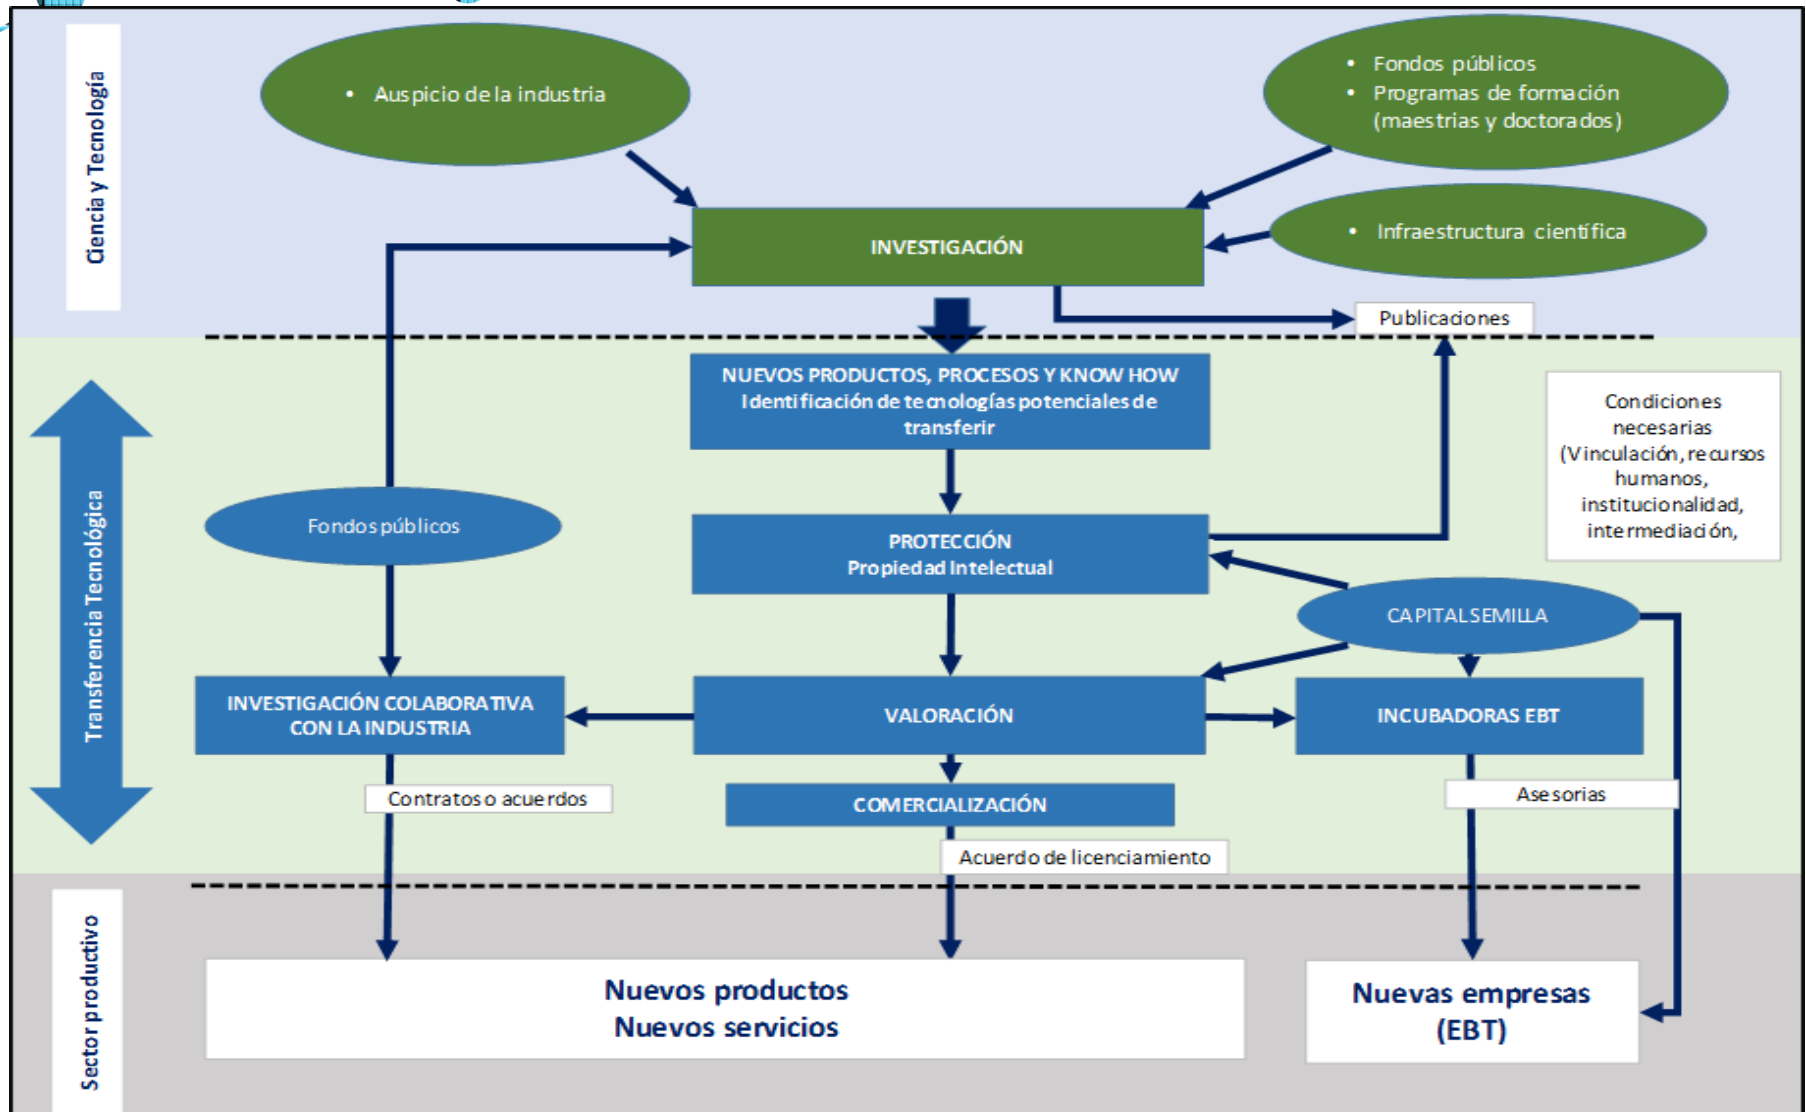 Ciencia y Tecnología
• Auspicio de la industria
• Fondos públicos
• Programas de formación
(maestrias y doctorados)
INVESTIGACIÓN
• Infraestructura científica
Publicaciones
Transferencia Tecnológica
NUEVOS PRODUCTOS, PROCESOS Y KNOW HOW
Identificación de tecnologías potenciales de
transferir
Condiciones
necesarias
(Vinculación, recursos
humanos,
institucionalidad,
intermediación,
Fondos públicos
PROTECCIÓN
Propiedad Intelectual
CAPITAL SEMILLA
INVESTIGACIÓN COLABORATIVA
CON LA INDUSTRIA
VALORACIÓN
INCUBADORAS EBT
Contratos o acuerdos
COMERCIALIZACIÓN
Asesorias
Acuerdo de licenciamiento
Sector productivo
Nuevos productos
Nuevos servicios
Nuevas empresas
(EBT)